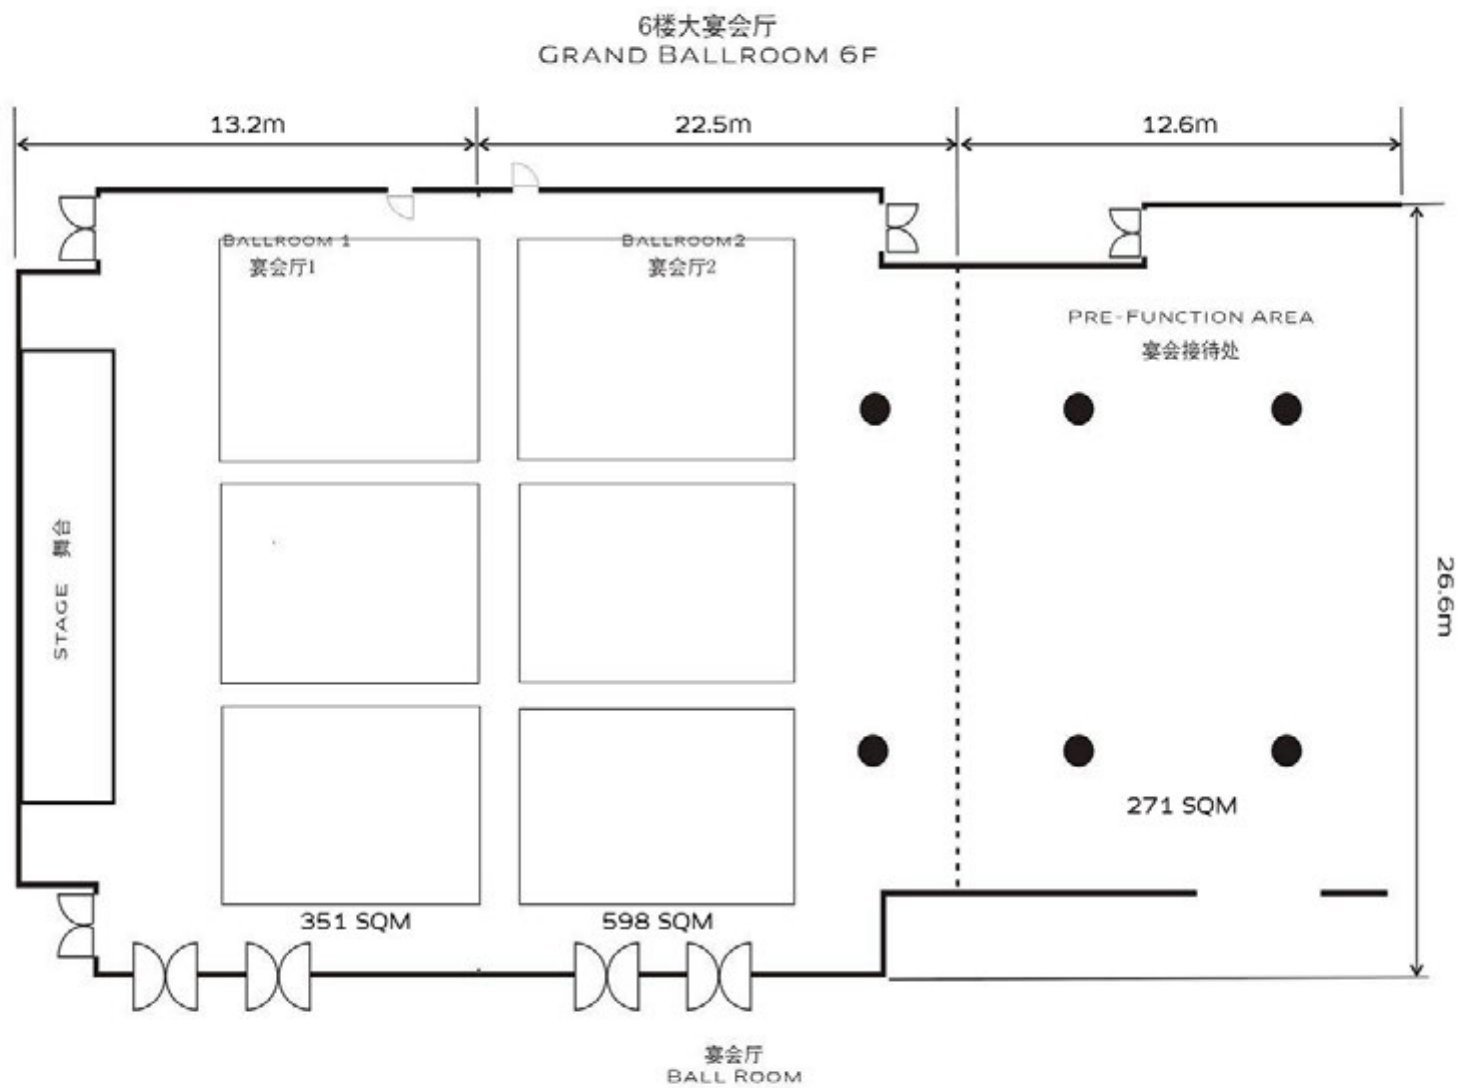 6楼大宴会厅
GRAND BALLROOM 6F
13.2m
22.5m
12.6m
BALLROOM 1
宴会厅1
BALLROOM2
宴会厅2
PRE-FUNCTION AREA
宴会接待处
STAGE 舞台
26.6m
271 SQM
351 SQM
598 SQM
宴会厅
BALL ROOM